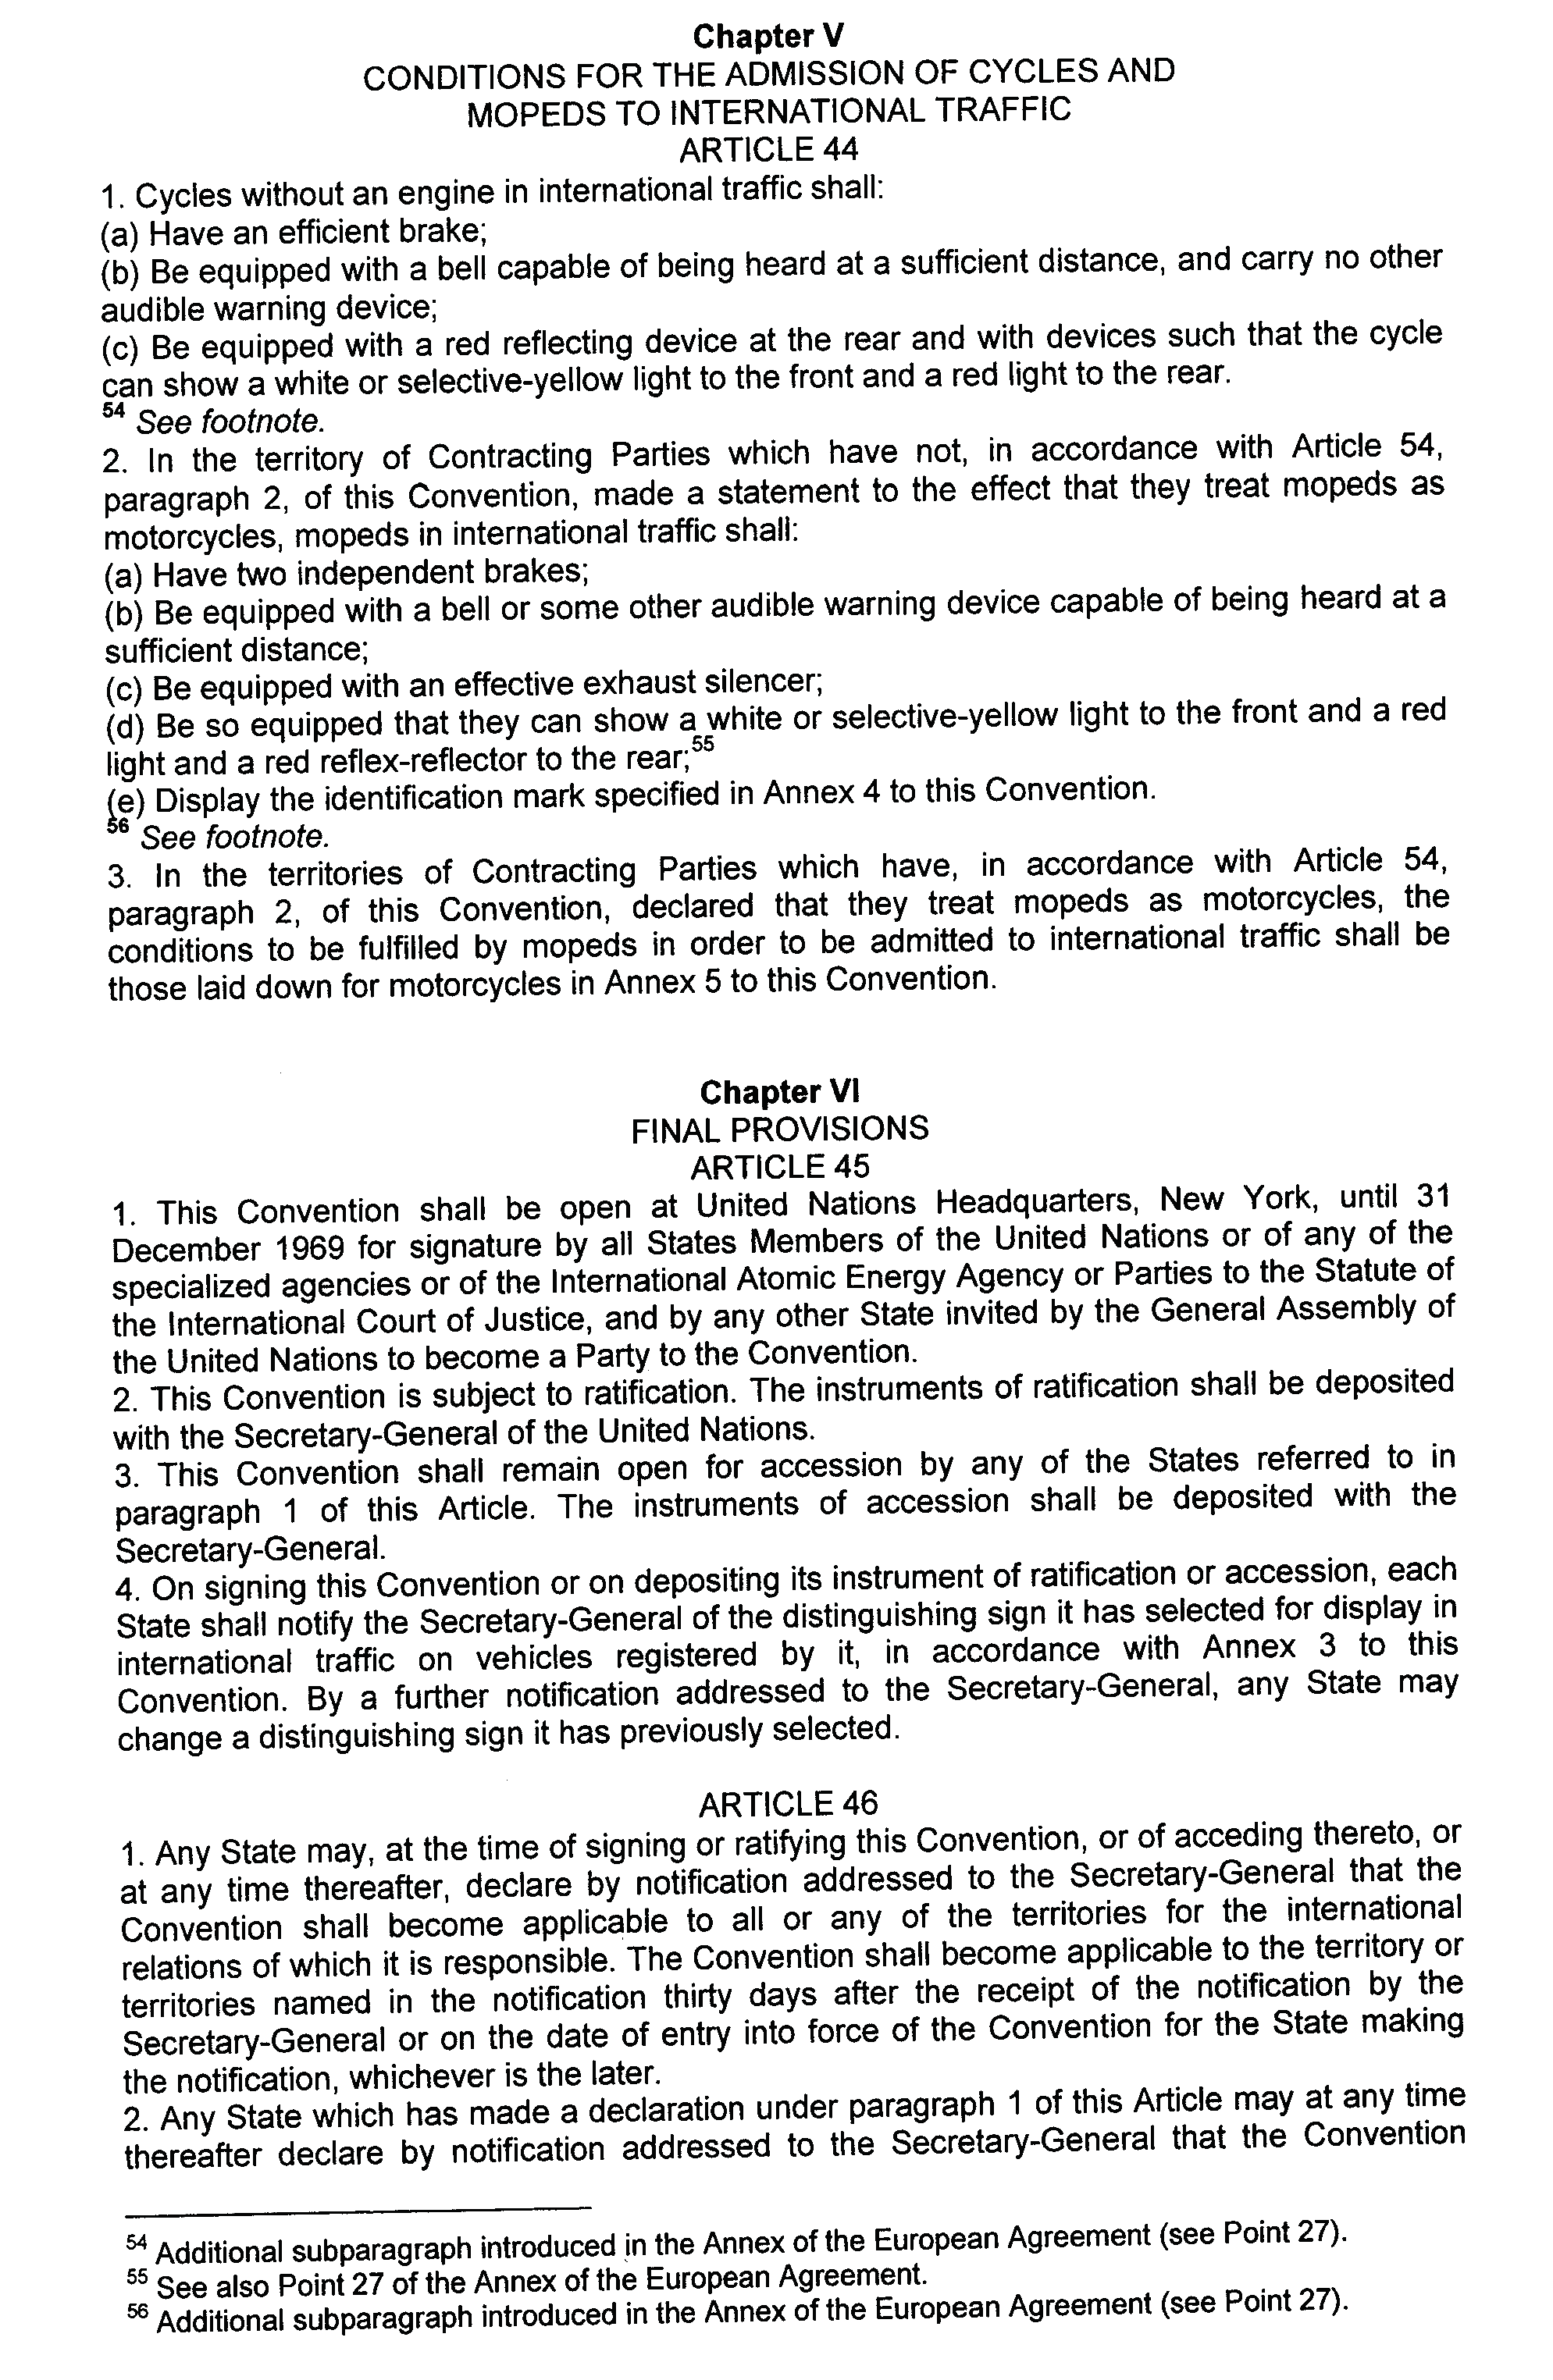 Chapter V
CONDITIONS FOR THE ADMISSION OF CYCLES AND
MOPEDS TO INTERNATIONAL TRAFFIC
ARTICLE 44
1. Cycles without an engine in international traffic shall:
(a) Have an efficient brake;
(b) Be equipped with a bell capable of being heard at a sufficient distance, and carry no other
audible warning device;
(c) Be equipped with a red reflecting device at the rear and with devices such that the cycle
can show a white or selective-yellow light to the front and a red light to the rear.
54 See footnote.
2. In the territory of Contracting Parties which have not, in accordance with Article 54,
paragraph 2, of this Convention, made a statement to the effect that they treat mopeds as
motorcycles, mopeds in international traffic shall:
(a) Have two independent brakes;
(b) Be equipped with a bell or some other audible warning device capable of being heard at a
sufficient distance;
(c) Be equipped with an effective exhaust silencer;
(d) Be so equipped that they can show a white or selective-yellow light to the front and a red
light and a red reflex-reflector to the rear;55
(e) Display the identification mark specified in Annex 4 to this Convention.
56 See footnote.
3. In the territories of Contracting Parties which have, in accordance with Article 54,
paragraph 2, of this Convention, declared that they treat mopeds as motorcycles, the
conditions to be fulfilled by mopeds in order to be admitted to international traffic shall be
those laid down for motorcycles in Annex 5 to this Convention.
Chapter VI
FINAL PROVISIONS
ARTICLE 45
1. This Convention shall be open at United Nations Headquarters, New York, until 31
December 1969 for signature by all States Members of the United Nations or of any of the
specialized agencies or of the International Atomic Energy Agency or Parties to the Statute of
the International Court of Justice, and by any other State invited by the General Assembly of
the United Nations to become a Party to the Convention.
2. This Convention is subject to ratification. The instruments of ratification shall be deposited
with the Secretary-General of the United Nations.
3. This Convention shall remain open for accession by any of the States referred to in
paragraph 1 of this Article. The instruments of accession shall be deposited with the
Secretary-General.
4. On signing this Convention or on depositing its instrument of ratification or accession, each
State shall notify the Secretary-General of the distinguishing sign it has selected for display in
international traffic on vehicles registered by it, in accordance with Annex 3 to this
Convention. By a further notification addressed to the Secretary-General, any State may
change a distinguishing sign it has previously selected.
ARTICLE 46
1. Any State may, at the time of signing or ratifying this Convention, or of acceding thereto, or
at any time thereafter, declare by notification addressed to the Secretary-General that the
Convention shall become applicable to all or any of the territories for the international
relations of which it is responsible. The Convention shall become applicable to the territory or
territories named in the notification thirty days after the receipt of the notification by the
Secretary-General or on the date of entry into force of the Convention for the State making
the notification, whichever is the later.
2. Any State which has made a declaration under paragraph 1 of this Article may at any time
thereafter declare by notification addressed to the Secretary-General that the Convention
54 Additional subparagraph introduced in the Annex of the European Agreement (see Point 27).
55 See also Point 27 of the Annex of the European Agreement.
56 Additional subparagraph introduced in the Annex of the European Agreement (see Point 27).